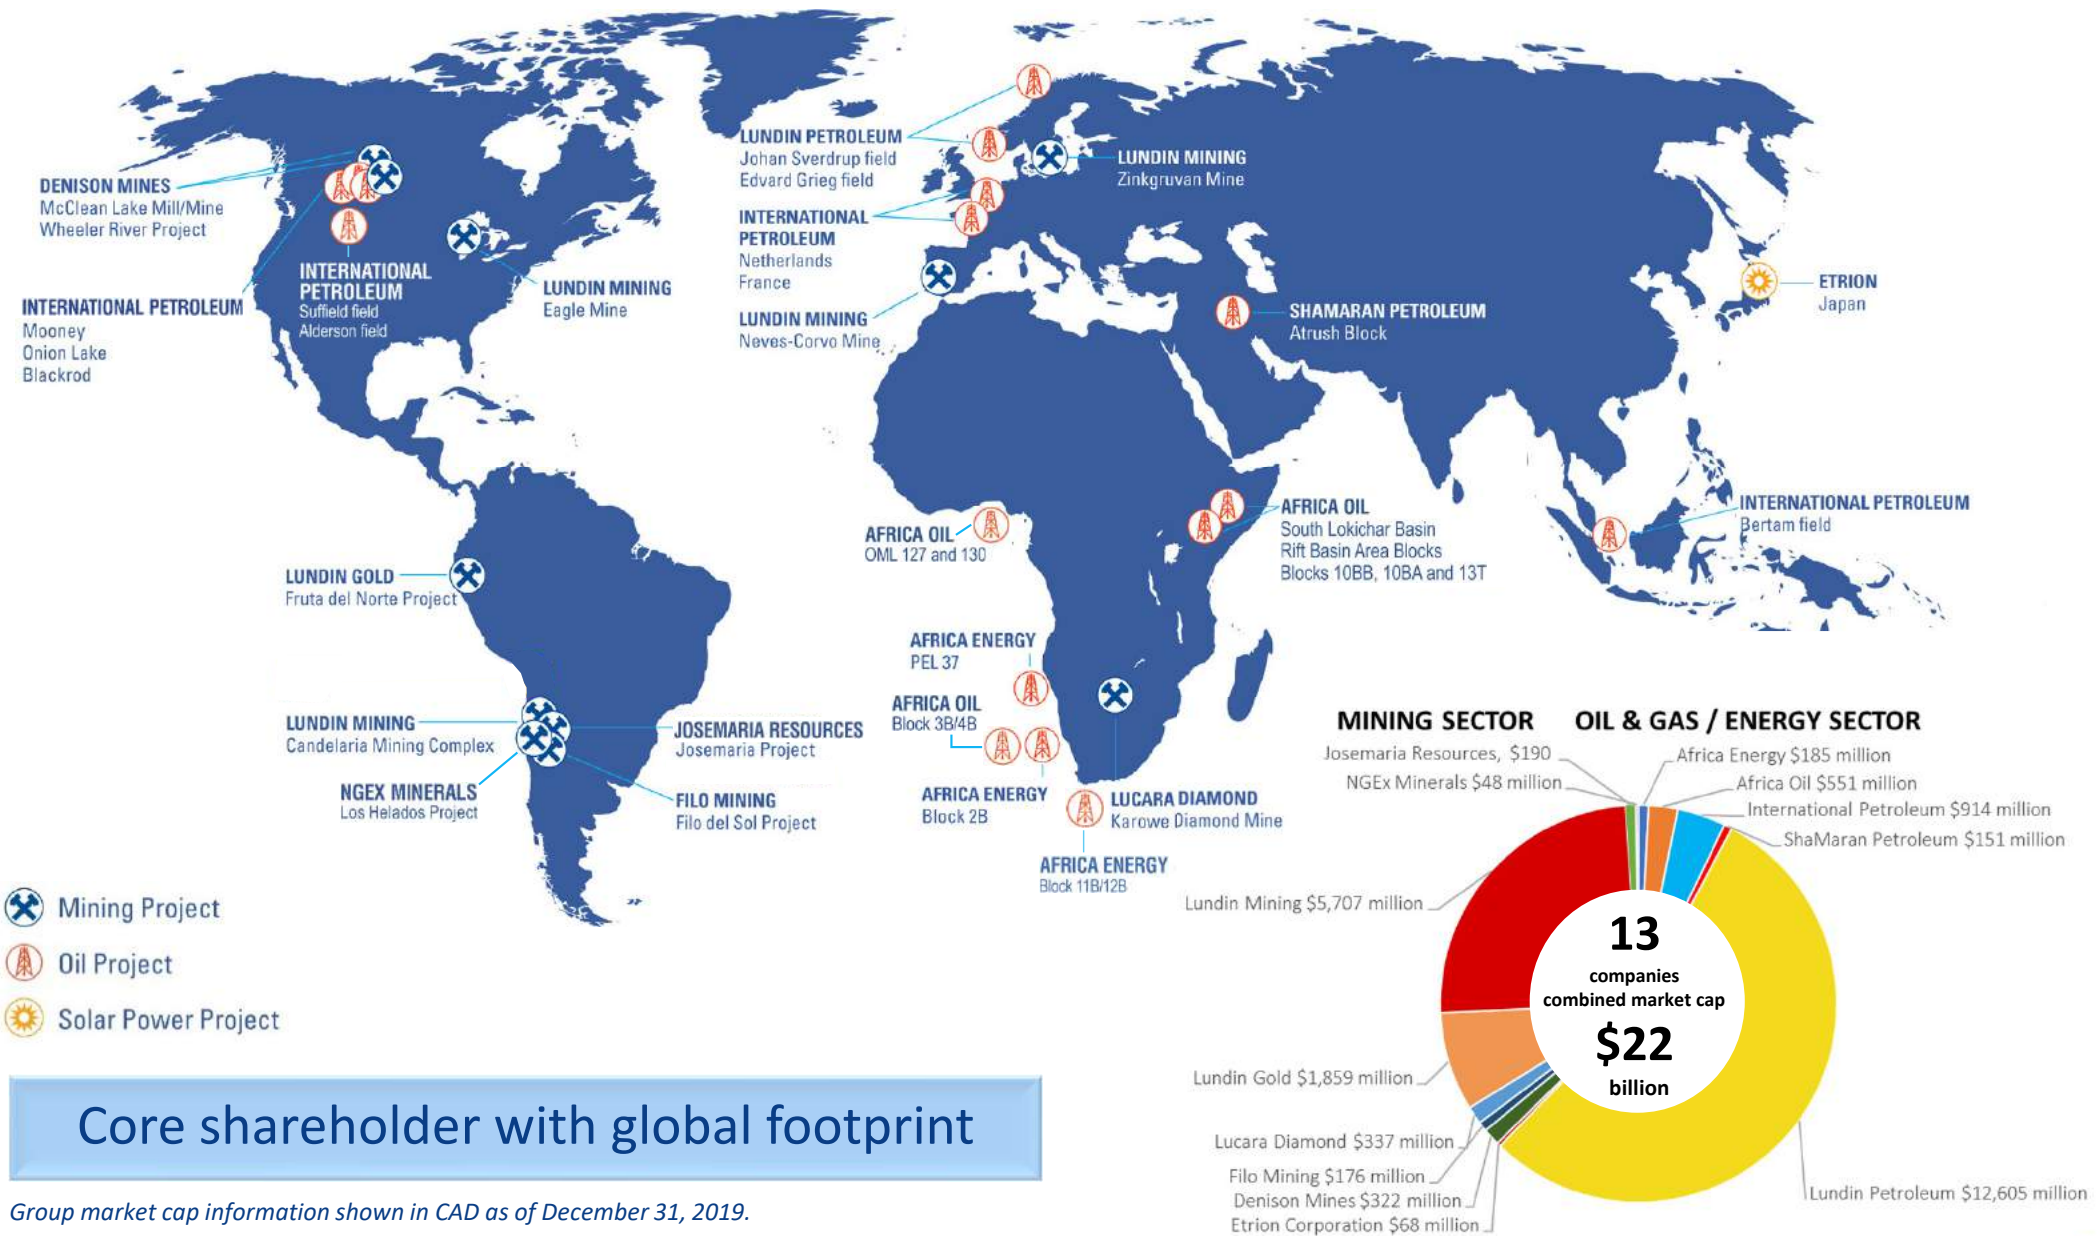 DENISON MINES
McClean Lake Mill/Mine
Wheeler River Project
INTERNATIONAL PETROLEUM
Mooney
Onion Lake
Blackrod
INTERNATIONAL
PETROLEUM
Suffield field
Alderson field
LUNDIN MINING
Eagle Mine
LUNDIN PETROLEUM
Johan Sverdrup field
Edvard Grieg field
INTERNATIONAL
PETROLEUM
Netherlands
France
LUNDIN MINING
Neves-Corvo Mine
LUNDIN MINING
Zinkgruvan Mine
SHAMARAN PETROLEUM
Atrush Block
ETRION
Japan
AFRICA OIL
OML 127 and 130
AFRICA OIL
South Lokichar Basin
Rift Basin Area Blocks
Blocks 10BB, 10BA and 13T
INTERNATIONAL PETROLEUM
Bertam field
LUNDIN GOLD
Fruta del Norte Project
LUNDIN MINING
Candelaria Mining Complex
NGEX MINERALS
Los Helados Project
JOSEMARIA RESOURCES
Josemaria Project
FILO MINING
Filo del Sol Project
AFRICA ENERGY
PEL 37
AFRICA OIL
Block 3B/4B
AFRICA ENERGY
Block 2B
LUCARA DIAMOND
Karowe Diamond Mine
AFRICA ENERGY
Block 11B/12B
Mining Project
Oil Project
Solar Power Project
MINING SECTOR
OIL & GAS / ENERGY SECTOR
Josemaria Resources, $190
NGEx Minerals $48 million
Africa Energy $185 million
Africa Oil $551 million
International Petroleum $914 million
ShaMaran Petroleum $151 million
Lundin Mining $5,707 million
13
companies
combined market cap
$22
billion
Lundin Gold $1,859 million
Lucara Diamond $337 million
Filo Mining $176 million
Denison Mines $322 million
Etrion Corporation $68 million
Lundin Petroleum $12,605 million
Core shareholder with global footprint
Group market cap information shown in CAD as of December 31, 2019.